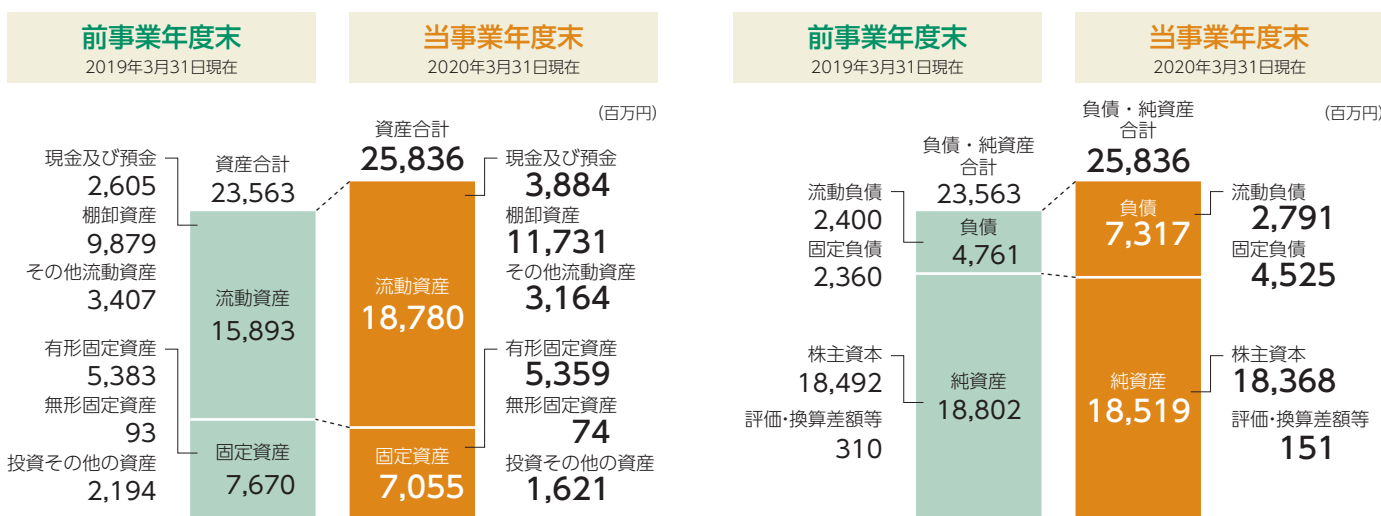 前事業年度末
2019年3月31日現在
当事業年度末
2020年3月31日現在
(百万円)
現金及び預金
2,605
棚卸資産
9,879
その他流動資産
3,407
有形固定資産
5,383
無形固定資産
93
投資その他の資産
2,194
資産合計
23,563
流動資産
15,893
固定資産
7,670
資産合計
25,836
流動資産
18,780
固定資産
7,055
現金及び預金
3,884
棚卸資産
11,731
その他流動資産
3,164
有形固定資産
5,359
無形固定資産
74
投資その他の資産
1,621
前事業年度末
2019年3月31日現在
当事業年度末
2020年3月31日現在
(百万円)
流動負債
2,400
固定負債
2,360
株主資本
18,492
評価・換算差額等
310
負債・純資産
合計
23,563
負債
4,761
純資産
18,802
負債・純資産
合計
25,836
負債
7,317
純資産
18,519
流動負債
2,791
固定負債
4,525
株主資本
18,368
評価・換算差額等
151